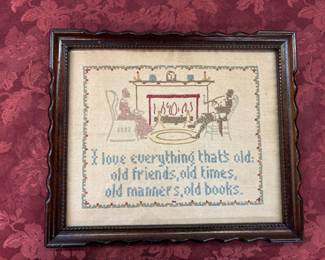 I love everything that's old:
old friends, old times,
old manners, old books.